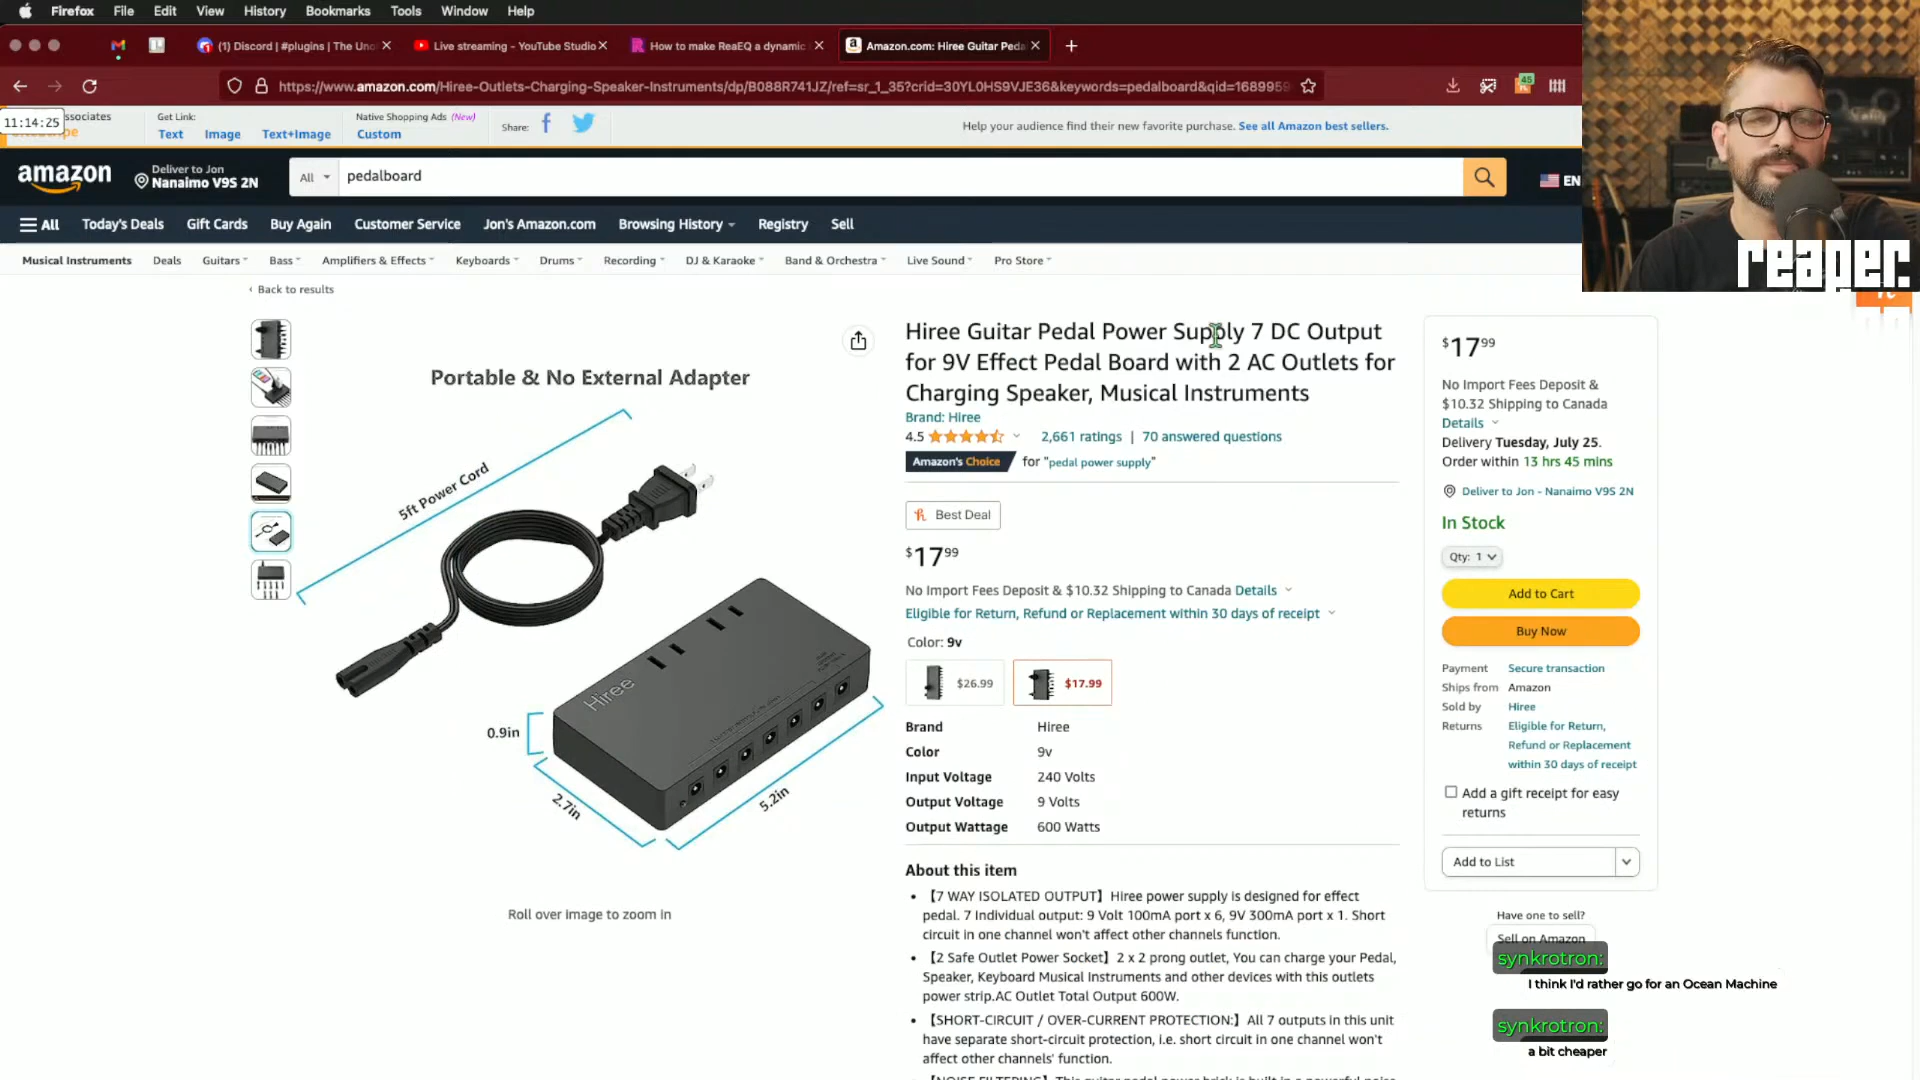 Firefox File Edit View History Bookmarks Tools Window Help
(1) Discord | #plugins | The Uno
Live streaming - YouTube Studio
How to make ReaEQ a dynamic
Amazon.com: Hiree Guitar Peda
https://www.amazon.com/Hiree-Outlets-Charging-Speaker-Instruments/dp/B088R741JZ/ref=sr_1_35?crid=30YL0HS9VJE36&keywords=pedalboard&qid=1689959
45
11:14:25
ssociates
Get Link:
Text Image Text+Image
Native Shopping Ads (New)
Custom
Share:
Help your audience find their new favorite purchase. See all Amazon best sellers.
amazon
Deliver to Jon
Nanaimo V9S 2N
All
pedalboard
EN
All Today's Deals Gift Cards Buy Again Customer Service Jon's Amazon.com Browsing History Registry Sell
reaper.
Musical Instruments Deals Guitars Bass Amplifiers & Effects Keyboards Drums Recording DJ & Karaoke Band & Orchestra Live Sound Pro Store
‹ Back to results
Portable & No External Adapter
5ft Power Cord
Hiree
0.9in
2.7in
5.2in
Roll over image to zoom in
Hiree Guitar Pedal Power Supply 7 DC Output
for 9V Effect Pedal Board with 2 AC Outlets for
Charging Speaker, Musical Instruments
Brand: Hiree
4.5 2,661 ratings | 70 answered questions
Amazon's Choice for "pedal power supply"
Best Deal
$17 99
No Import Fees Deposit & $10.32 Shipping to Canada Details
Eligible for Return, Refund or Replacement within 30 days of receipt
Color: 9v
$26.99
$17.99
Brand Hiree
Color 9v
Input Voltage 240 Volts
Output Voltage 9 Volts
Output Wattage 600 Watts
About this item
• 【7 WAY ISOLATED OUTPUT】Hiree power supply is designed for effect
pedal. 7 Individual output: 9 Volt 100mA port x 6, 9V 300mA port x 1. Short
circuit in one channel won't affect other channels function.
• 【2 Safe Outlet Power Socket】2 x 2 prong outlet, You can charge your Pedal,
Speaker, Keyboard Musical Instruments and other devices with this outlets
power strip.AC Outlet Total Output 600W.
• 【SHORT-CIRCUIT / OVER-CURRENT PROTECTION:】All 7 outputs in this unit
have separate short-circuit protection, i.e. short circuit in one channel won't
affect other channels' function.
$17 99
No Import Fees Deposit &
$10.32 Shipping to Canada
Details
Delivery Tuesday, July 25.
Order within 13 hrs 45 mins
Deliver to Jon - Nanaimo V9S 2N
In Stock
Qty: 1
Add to Cart
Buy Now
Payment Secure transaction
Ships from Amazon
Sold by Hiree
Returns Eligible for Return,
Refund or Replacement
within 30 days of receipt
Add a gift receipt for easy
returns
Add to List
Have one to sell?
Sell on Amazon
synkrotron:
I think I'd rather go for an Ocean Machine
synkrotron:
a bit cheaper